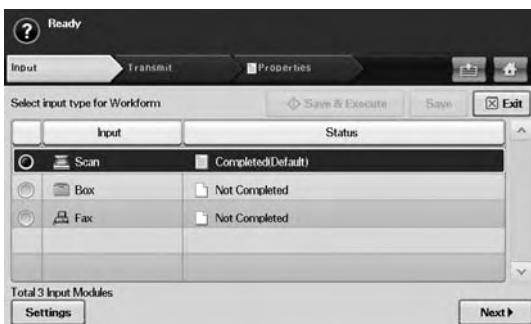 Ready
Input Transmit Properties
Select input type for Workform Save & Execute Save Exit
Input Status
Scan Completed(Default)
Box Not Completed
Fax Not Completed
Total 3 Input Modules
Settings Next